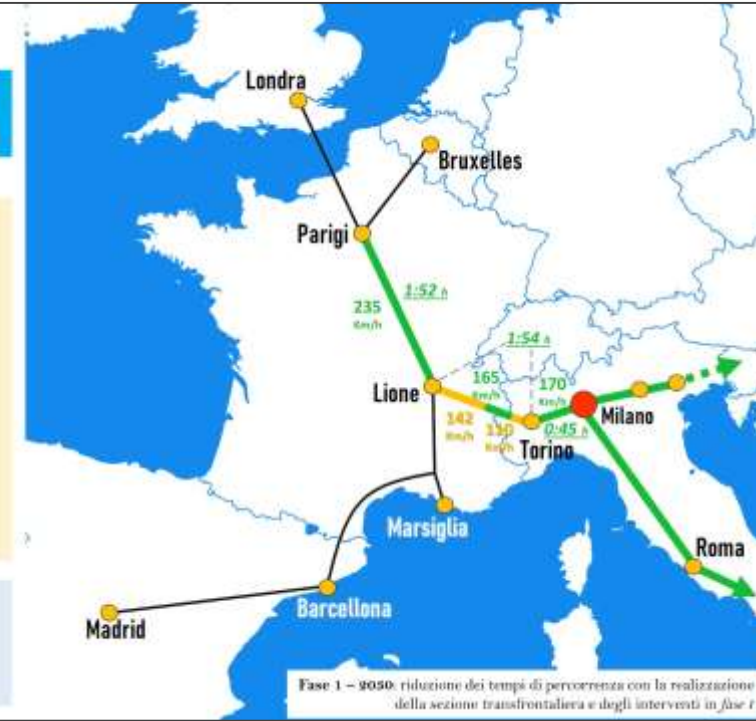 Londra
Bruxelles
Parigi
1:52 h
235
Km/h
1:54 h
Lione
165
Km/h
170
Km/h
Milano
142
Km/h
110
Km/h
0:45 h
Torino
Marsiglia
Roma
Barcellona
Madrid
Fase 1 – 2030: riduzione dei tempi di percorrenza con la realizzazione
della sezione transfrontaliera e degli interventi in fase 1